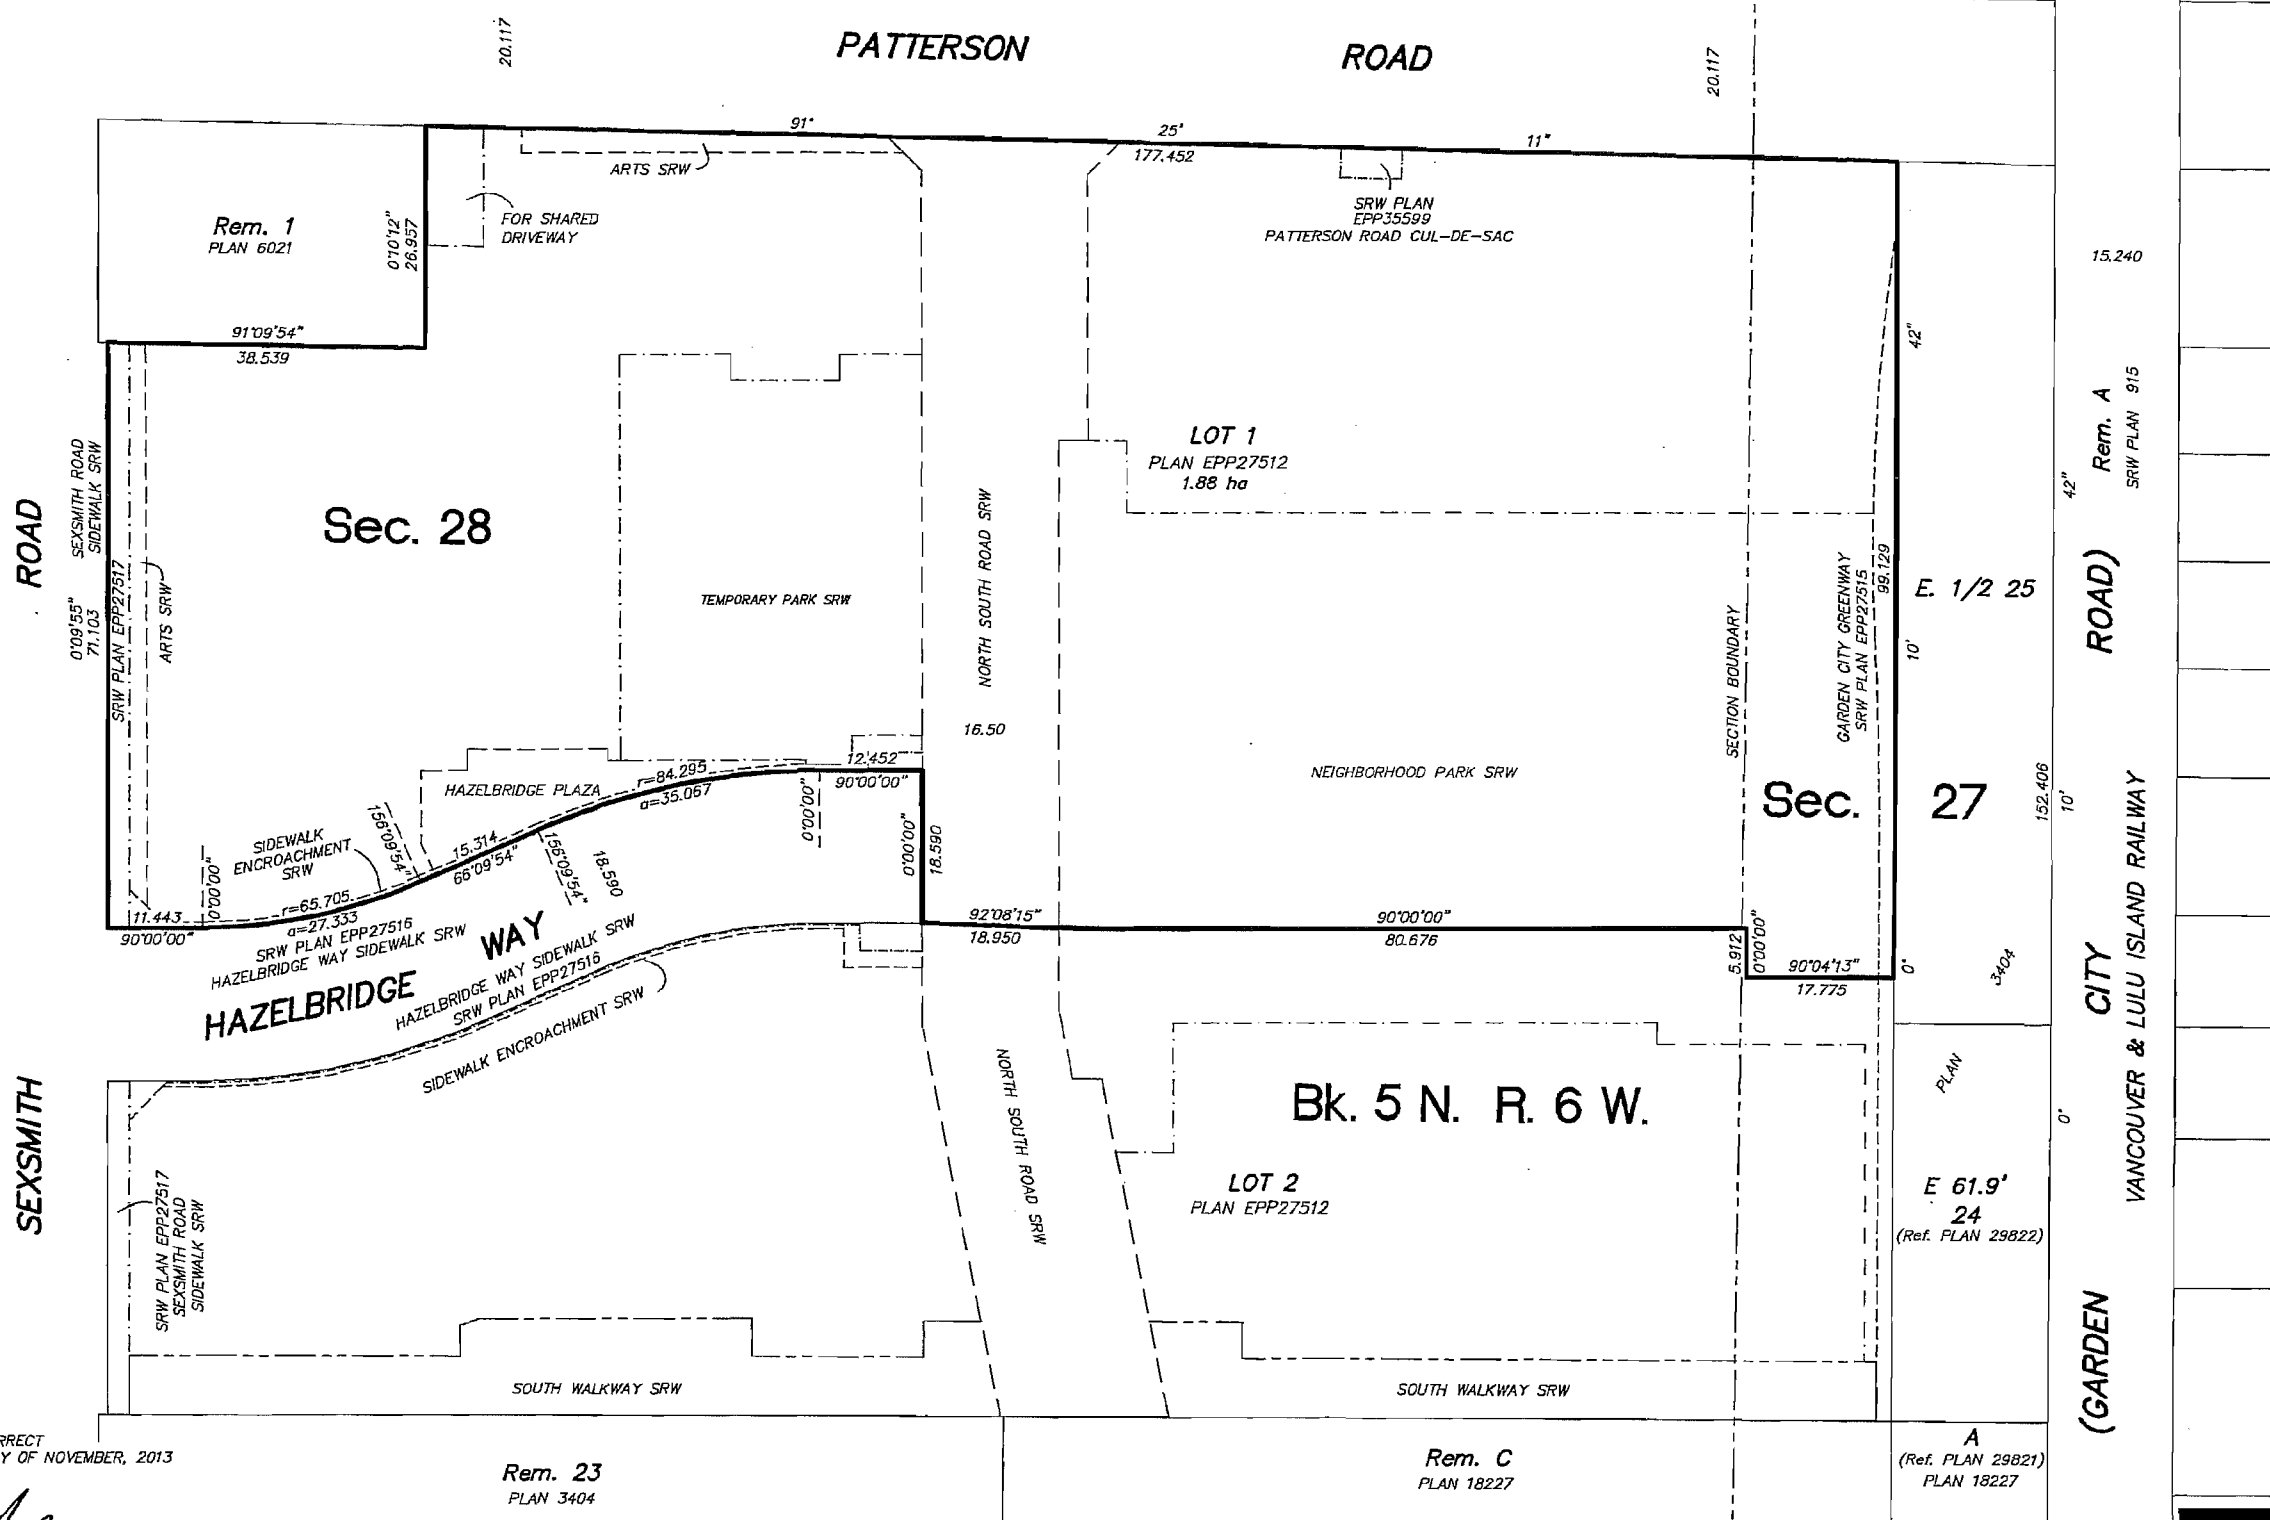 PATTERSON ROAD
20.117
20.117
91°
25'
11"
177.452
ARTS SRW
Rem. 1
PLAN 6021
0°10'12"
26.957
FOR SHARED
DRIVEWAY
SRW PLAN
EPP35599
PATTERSON ROAD CUL-DE-SAC
15.240
91°09'54"
38.539
42"
Rem. A
SRW PLAN 915
42"
LOT 1
PLAN EPP27512
1.88 ha
SEXSMITH ROAD
SIDEWALK SRW
0°09'55"
71.103
SRW PLAN EPP27517
ARTS SRW
Sec. 28
TEMPORARY PARK SRW
NORTH SOUTH ROAD SRW
16.50
SECTION BOUNDARY
GARDEN CITY GREENWAY
SRW PLAN EPP27515
99.129
E. 1/2 25
10'
NEIGHBORHOOD PARK SRW
Sec. 27
152.406
10'
12.452
90°00'00"
r=84.295
a=35.067
HAZELBRIDGE PLAZA
0°00'00"
0°00'00"
18.590
SIDEWALK
ENCROACHMENT
SRW
156°09'54"
15.314
66°09'54"
156°09'54"
18.590
0°00'00"
r=65.705
a=27.333
11.443
90°00'00"
SRW PLAN EPP27516
HAZELBRIDGE WAY SIDEWALK SRW
HAZELBRIDGE WAY
HAZELBRIDGE WAY SIDEWALK SRW
SRW PLAN EPP27516
SIDEWALK ENCROACHMENT SRW
92°08'15"
18.950
90°00'00"
80.676
5.912
0°00'00"
90°04'13"
17.775
0°
3404
PLAN
0°
NORTH SOUTH ROAD SRW
Bk. 5 N. R. 6 W.
LOT 2
PLAN EPP27512
E 61.9'
24
(Ref. PLAN 29822)
SEXSMITH ROAD
SRW PLAN EPP27517
SEXSMITH ROAD
SIDEWALK SRW
(GARDEN CITY ROAD)
VANCOUVER & LULU ISLAND RAILWAY
SOUTH WALKWAY SRW
SOUTH WALKWAY SRW
RRECT
Y OF NOVEMBER, 2013
Rem. 23
PLAN 3404
Rem. C
PLAN 18227
A
(Ref. PLAN 29821)
PLAN 18227